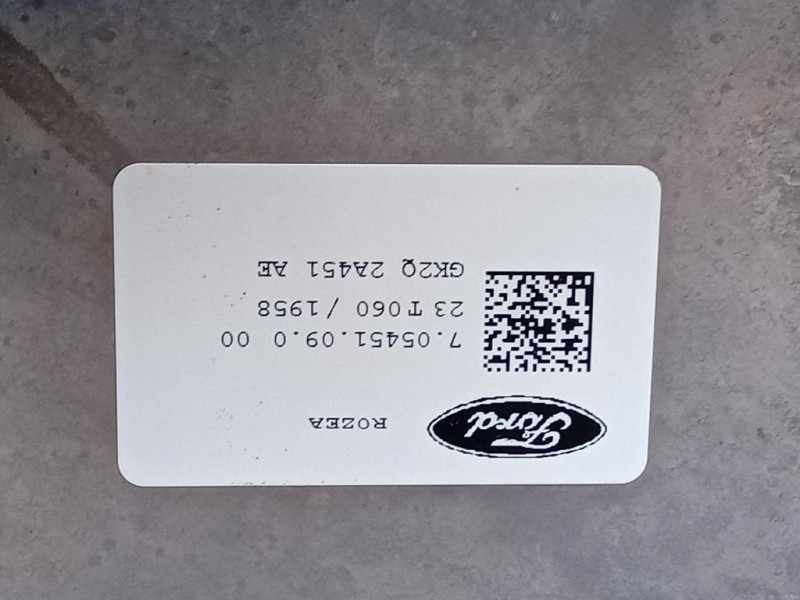 Ford
ROZEA
7.05451.09.0 00
23 T060 / 1958
GK2Q 2A451 AE